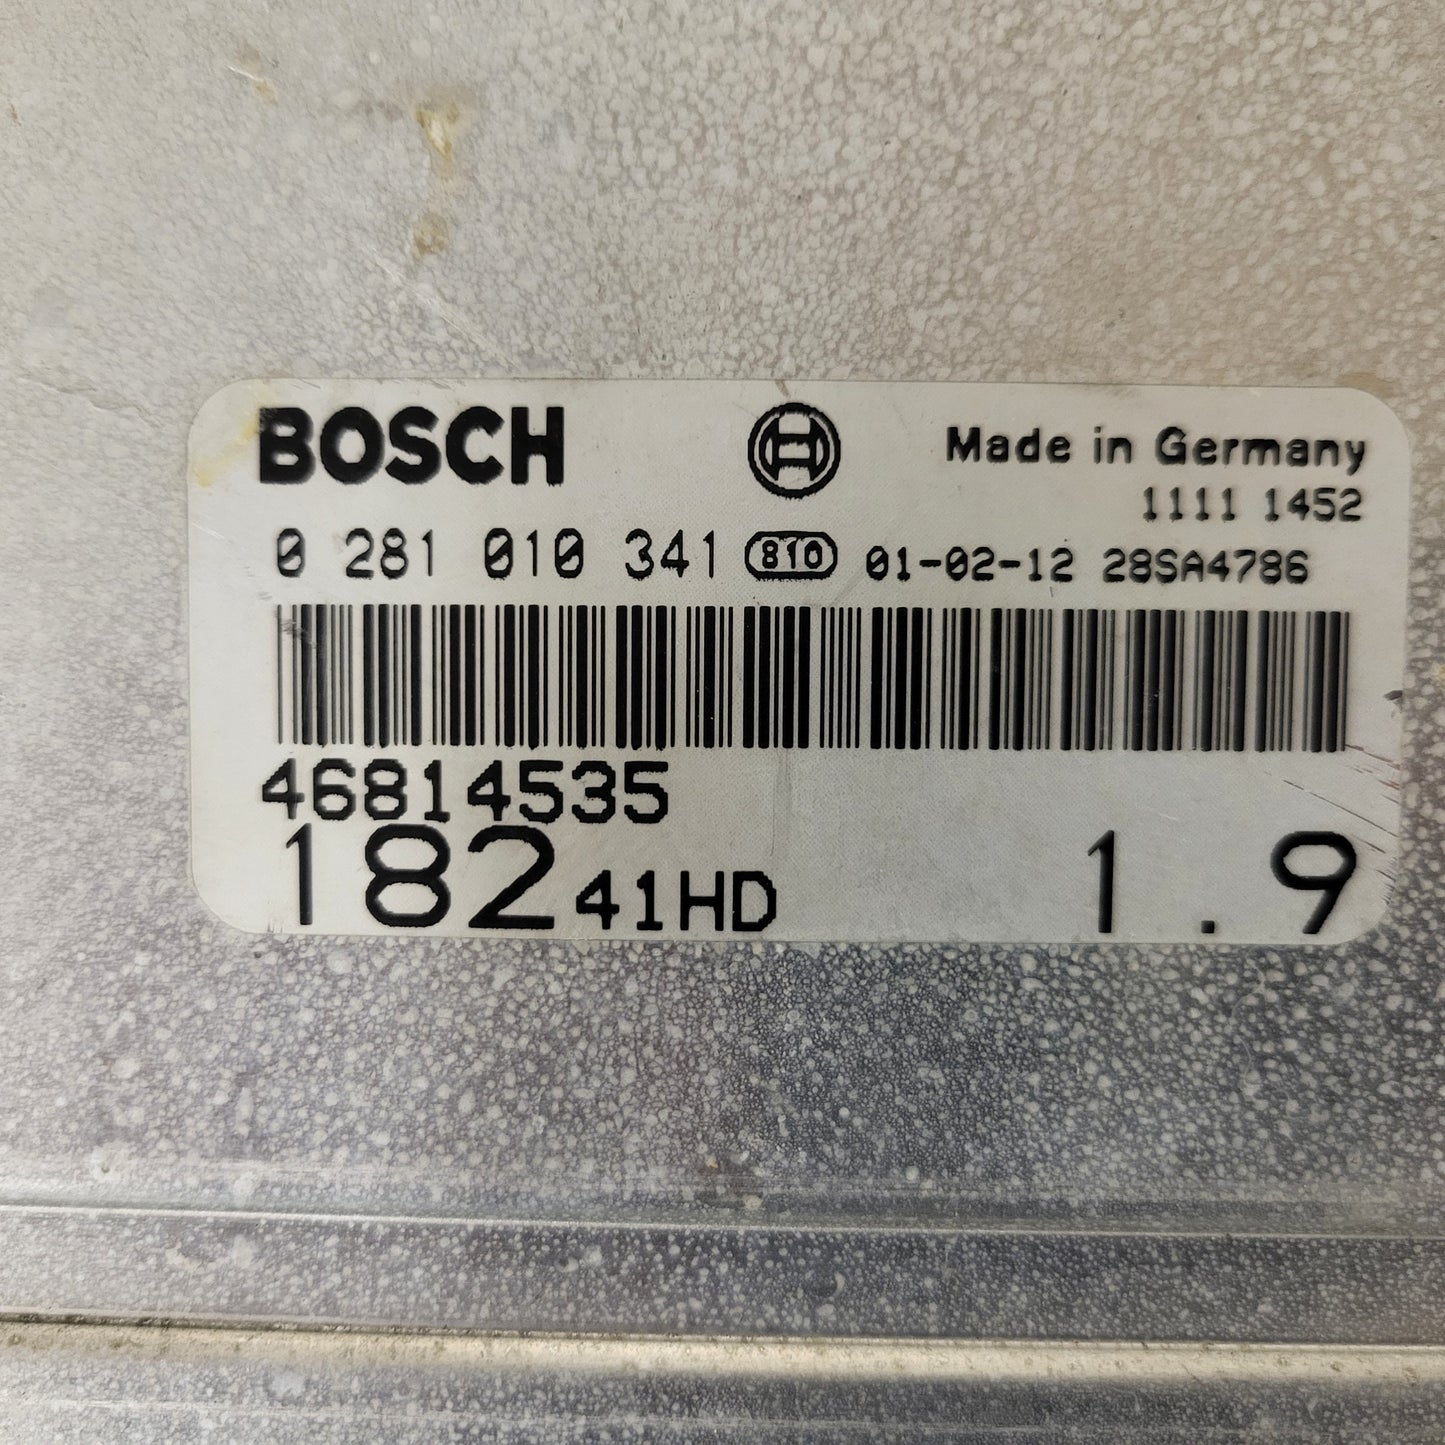 BOSCH
Made in Germany
1111 1452
0 281 010 341 810 01-02-12 28SA4786
46814535
182 41HD 1.9